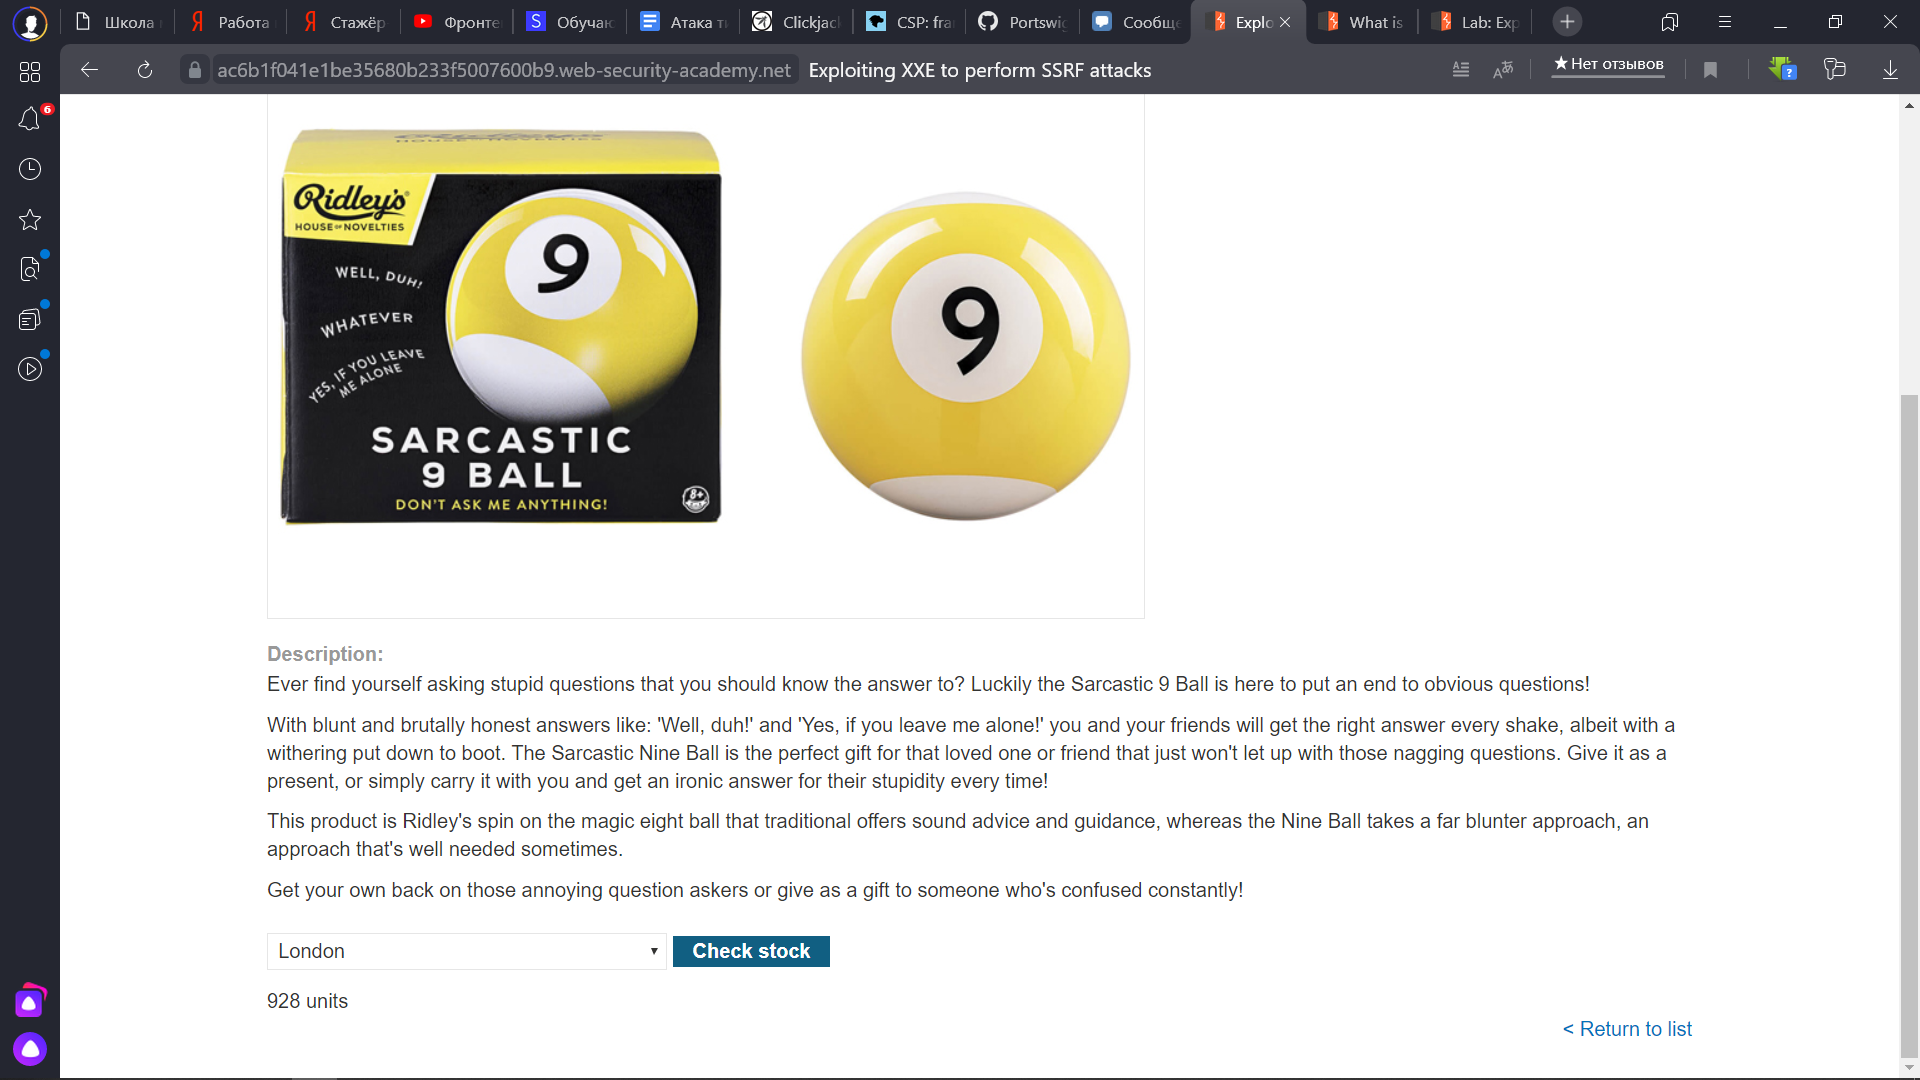 Школа
Работа
Стажёр
Фронте
Обучаю
Атака ти
Clickjac
CSP: fra
Portswig
Сообще
Explo
What is
Lab: Exp
ac6b1f041e1be35680b233f5007600b9.web-security-academy.net Exploiting XXE to perform SSRF attacks
★ Нет отзывов
6
Ridley's
HOUSE OF NOVELTIES
Ridley's
HOUSE OF NOVELTIES
9
9
WELL, DUH!
WHATEVER
YES, IF YOU LEAVE
ME ALONE
SARCASTIC
9 BALL
DON'T ASK ME ANYTHING!
8+
Description:
Ever find yourself asking stupid questions that you should know the answer to? Luckily the Sarcastic 9 Ball is here to put an end to obvious questions!
With blunt and brutally honest answers like: 'Well, duh!' and 'Yes, if you leave me alone!' you and your friends will get the right answer every shake, albeit with a
withering put down to boot. The Sarcastic Nine Ball is the perfect gift for that loved one or friend that just won't let up with those nagging questions. Give it as a
present, or simply carry it with you and get an ironic answer for their stupidity every time!
This product is Ridley's spin on the magic eight ball that traditional offers sound advice and guidance, whereas the Nine Ball takes a far blunter approach, an
approach that's well needed sometimes.
Get your own back on those annoying question askers or give as a gift to someone who's confused constantly!
London
Check stock
928 units
< Return to list